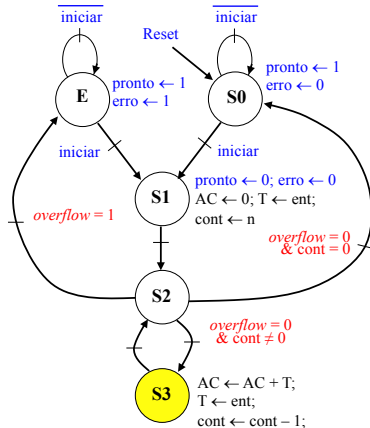 iniciar
iniciar
Reset
pronto ← 1
erro ← 1
pronto ← 1
erro ← 0
E
S0
iniciar
iniciar
pronto ← 0; erro ← 0
S1
AC ← 0; T ← ent;
cont ← n
overflow = 1
overflow = 0
& cont = 0
S2
overflow = 0
& cont ≠ 0
S3
AC ← AC + T;
T ← ent;
cont ← cont – 1;